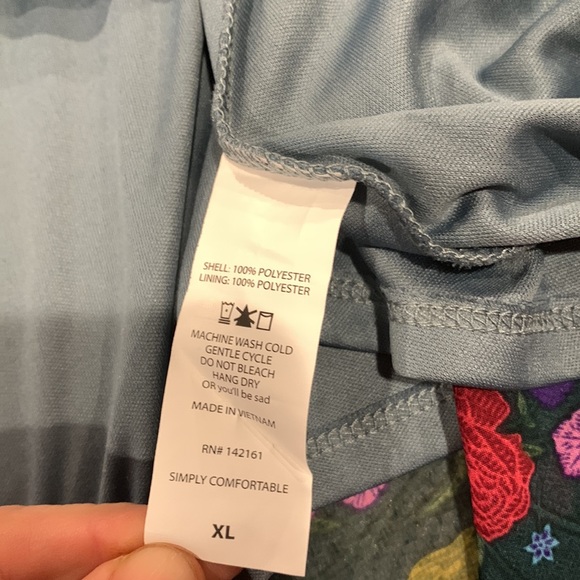 SHELL: 100% POLYESTER
LINING: 100% POLYESTER
MACHINE WASH COLD
GENTLE CYCLE
DO NOT BLEACH
HANG DRY
OR you'll be sad
MADE IN VIETNAM
RN# 142161
SIMPLY COMFORTABLE
XL